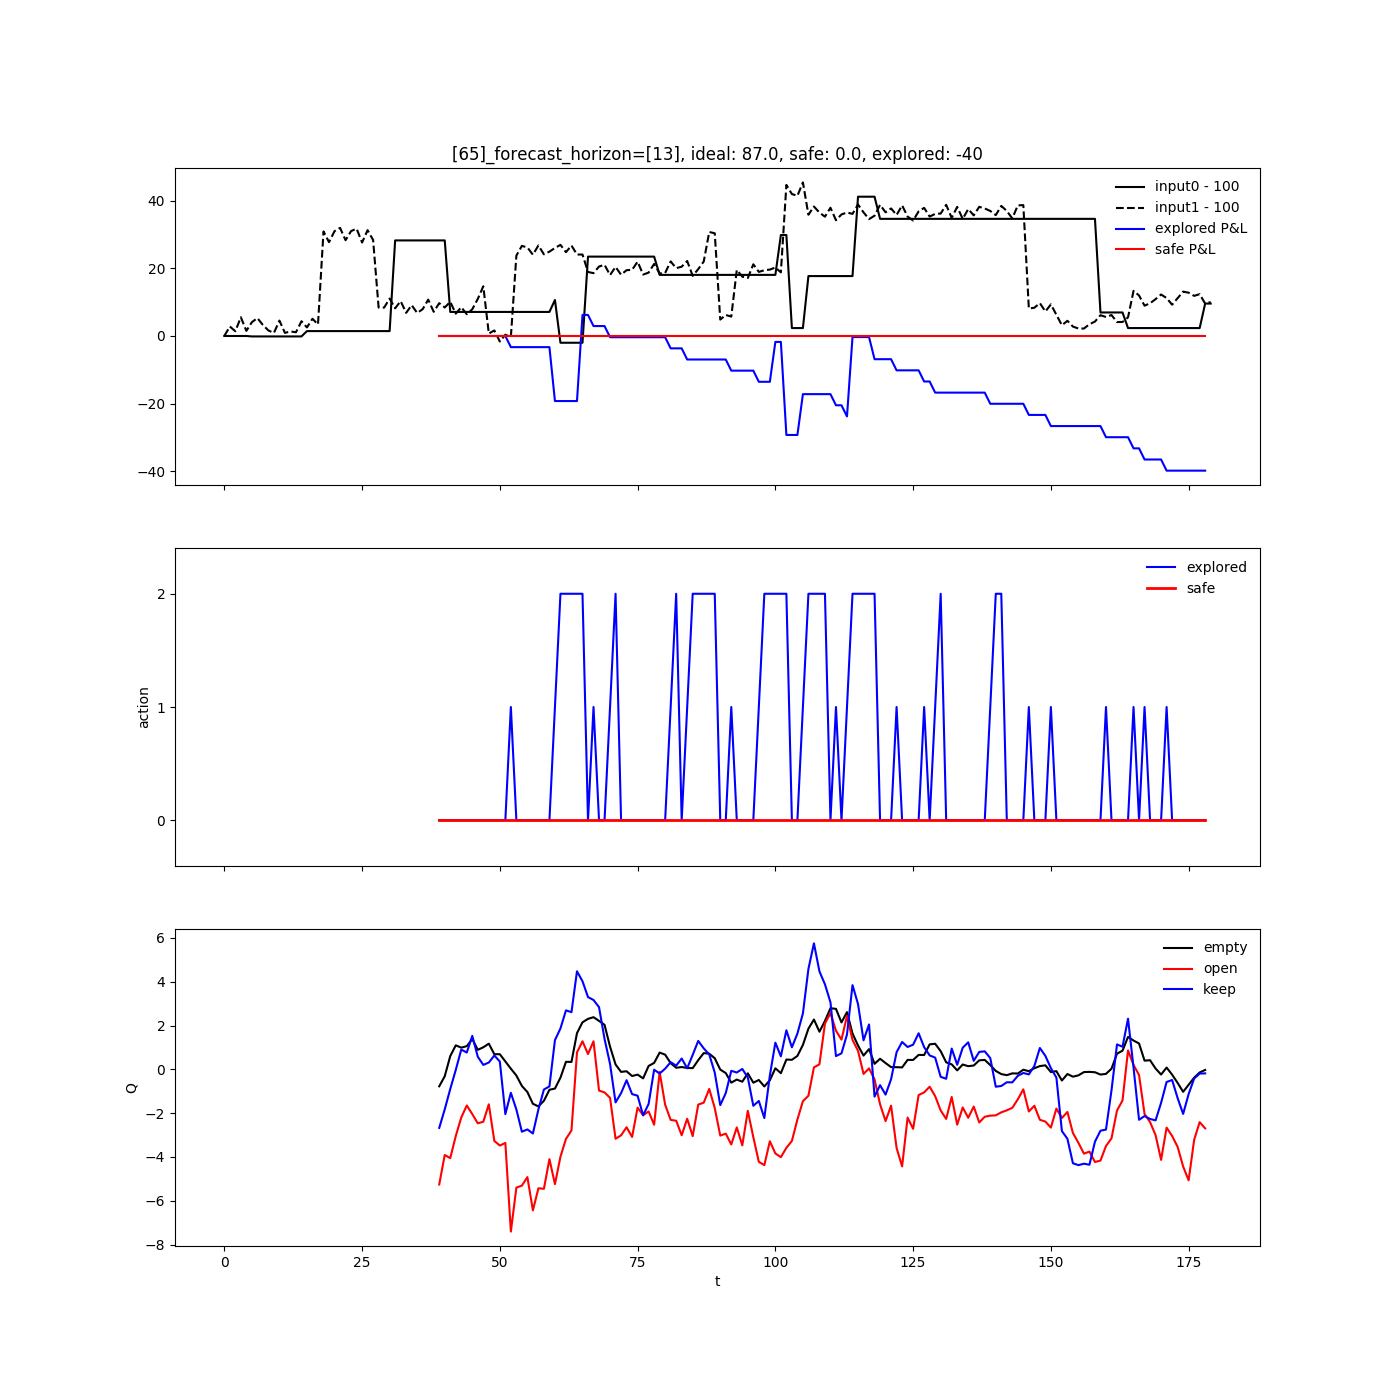 [65]_forecast_horizon=[13], ideal: 87.0, safe: 0.0, explored: -40
input0 - 100
input1 - 100
explored P&L
safe P&L
40
20
0
−20
−40
explored
safe
2
1
0
action
empty
open
keep
6
4
2
0
−2
−4
−6
−8
Q
0 25 50 75 100 125 150 175
t